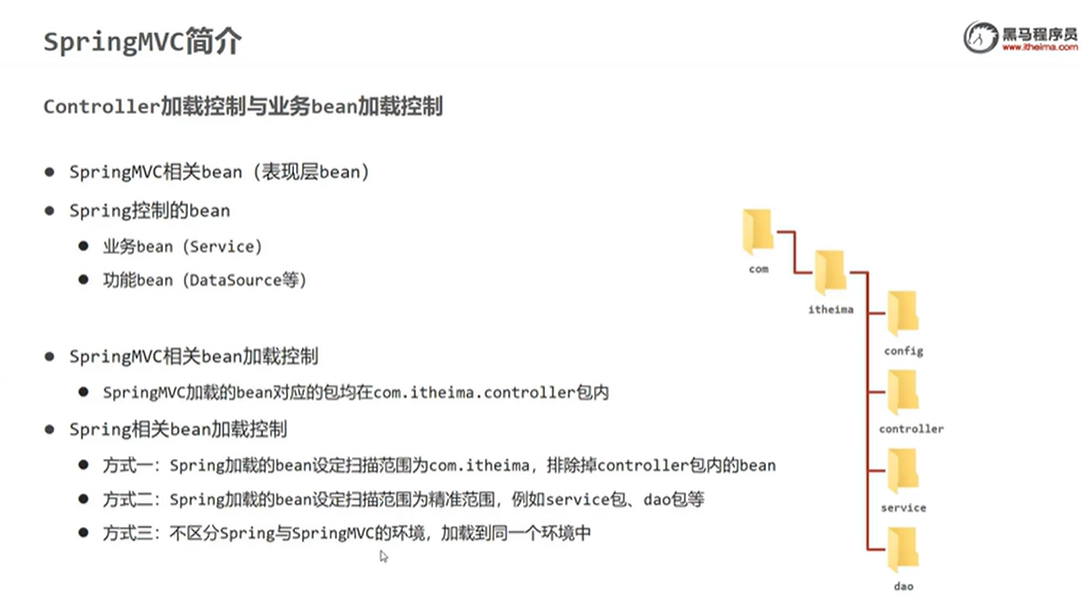 SpringMVC简介
黑马程序员
www.itheima.com
Controller加载控制与业务bean加载控制
SpringMVC相关bean（表现层bean）
Spring控制的bean
业务bean（Service）
功能bean（DataSource等）
SpringMVC相关bean加载控制
SpringMVC加载的bean对应的包均在com.itheima.controller包内
Spring相关bean加载控制
方式一：Spring加载的bean设定扫描范围为com.itheima，排除掉controller包内的bean
方式二：Spring加载的bean设定扫描范围为精准范围，例如service包、dao包等
方式三：不区分Spring与SpringMVC的环境，加载到同一个环境中
com
itheima
config
controller
service
dao